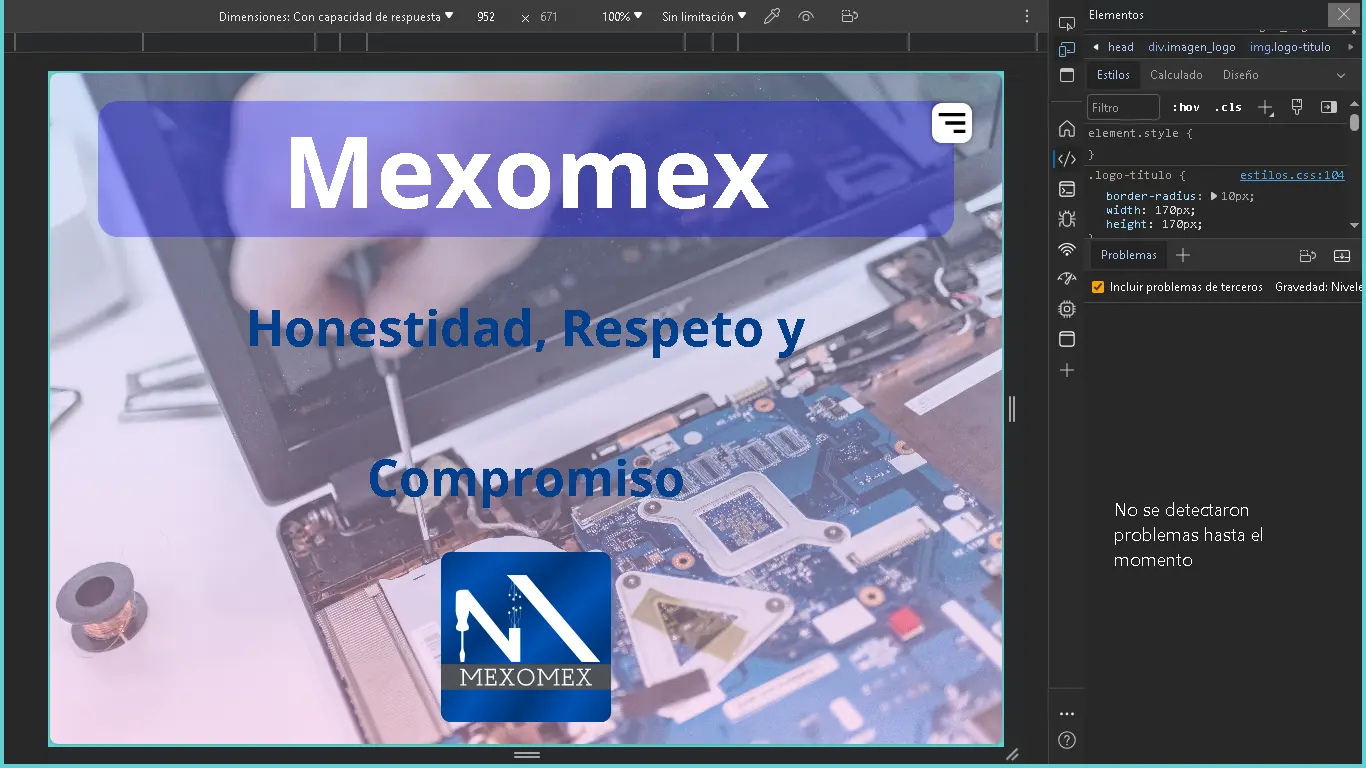 Dimensiones: Con capacidad de respuesta 952 × 671 100% Sin limitación
Elementos
head div.imagen_logo img.logo-titulo
Estilos Calculado Diseño
Filtro :hov .cls
element.style {
}
.logo-titulo { estilos.css:104
border-radius: 10px;
width: 170px;
height: 170px;
Problemas
Incluir problemas de terceros Gravedad: Nivele
No se detectaron
problemas hasta el
momento
Mexomex
Honestidad, Respeto y
Compromiso
MEXOMEX